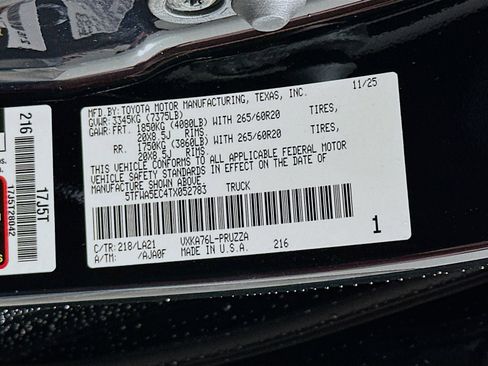 MFD.BY:TOYOTA MOTOR MANUFACTURING, TEXAS, INC. 11/25
GVWR:3345KG (7375LB)
GAWR:FRT. 1850KG (4080LB) WITH 265/60R20 TIRES,
20X8.5J RIMS.
RR. 1750KG (3860LB) WITH 265/60R20 TIRES,
20X8.5J RIMS.
THIS VEHICLE CONFORMS TO ALL APPLICABLE FEDERAL MOTOR
VEHICLE SAFETY STANDARDS IN EFFECT ON THE DATE OF
MANUFACTURE SHOWN ABOVE.
5TFWA5EC4TX052783 TRUCK
1
C/TR:218/LA21 VXKA76L-PRUZZA
A/TM: /AJA0F MADE IN U.S.A. 216
216
17J5T
17J5T28042